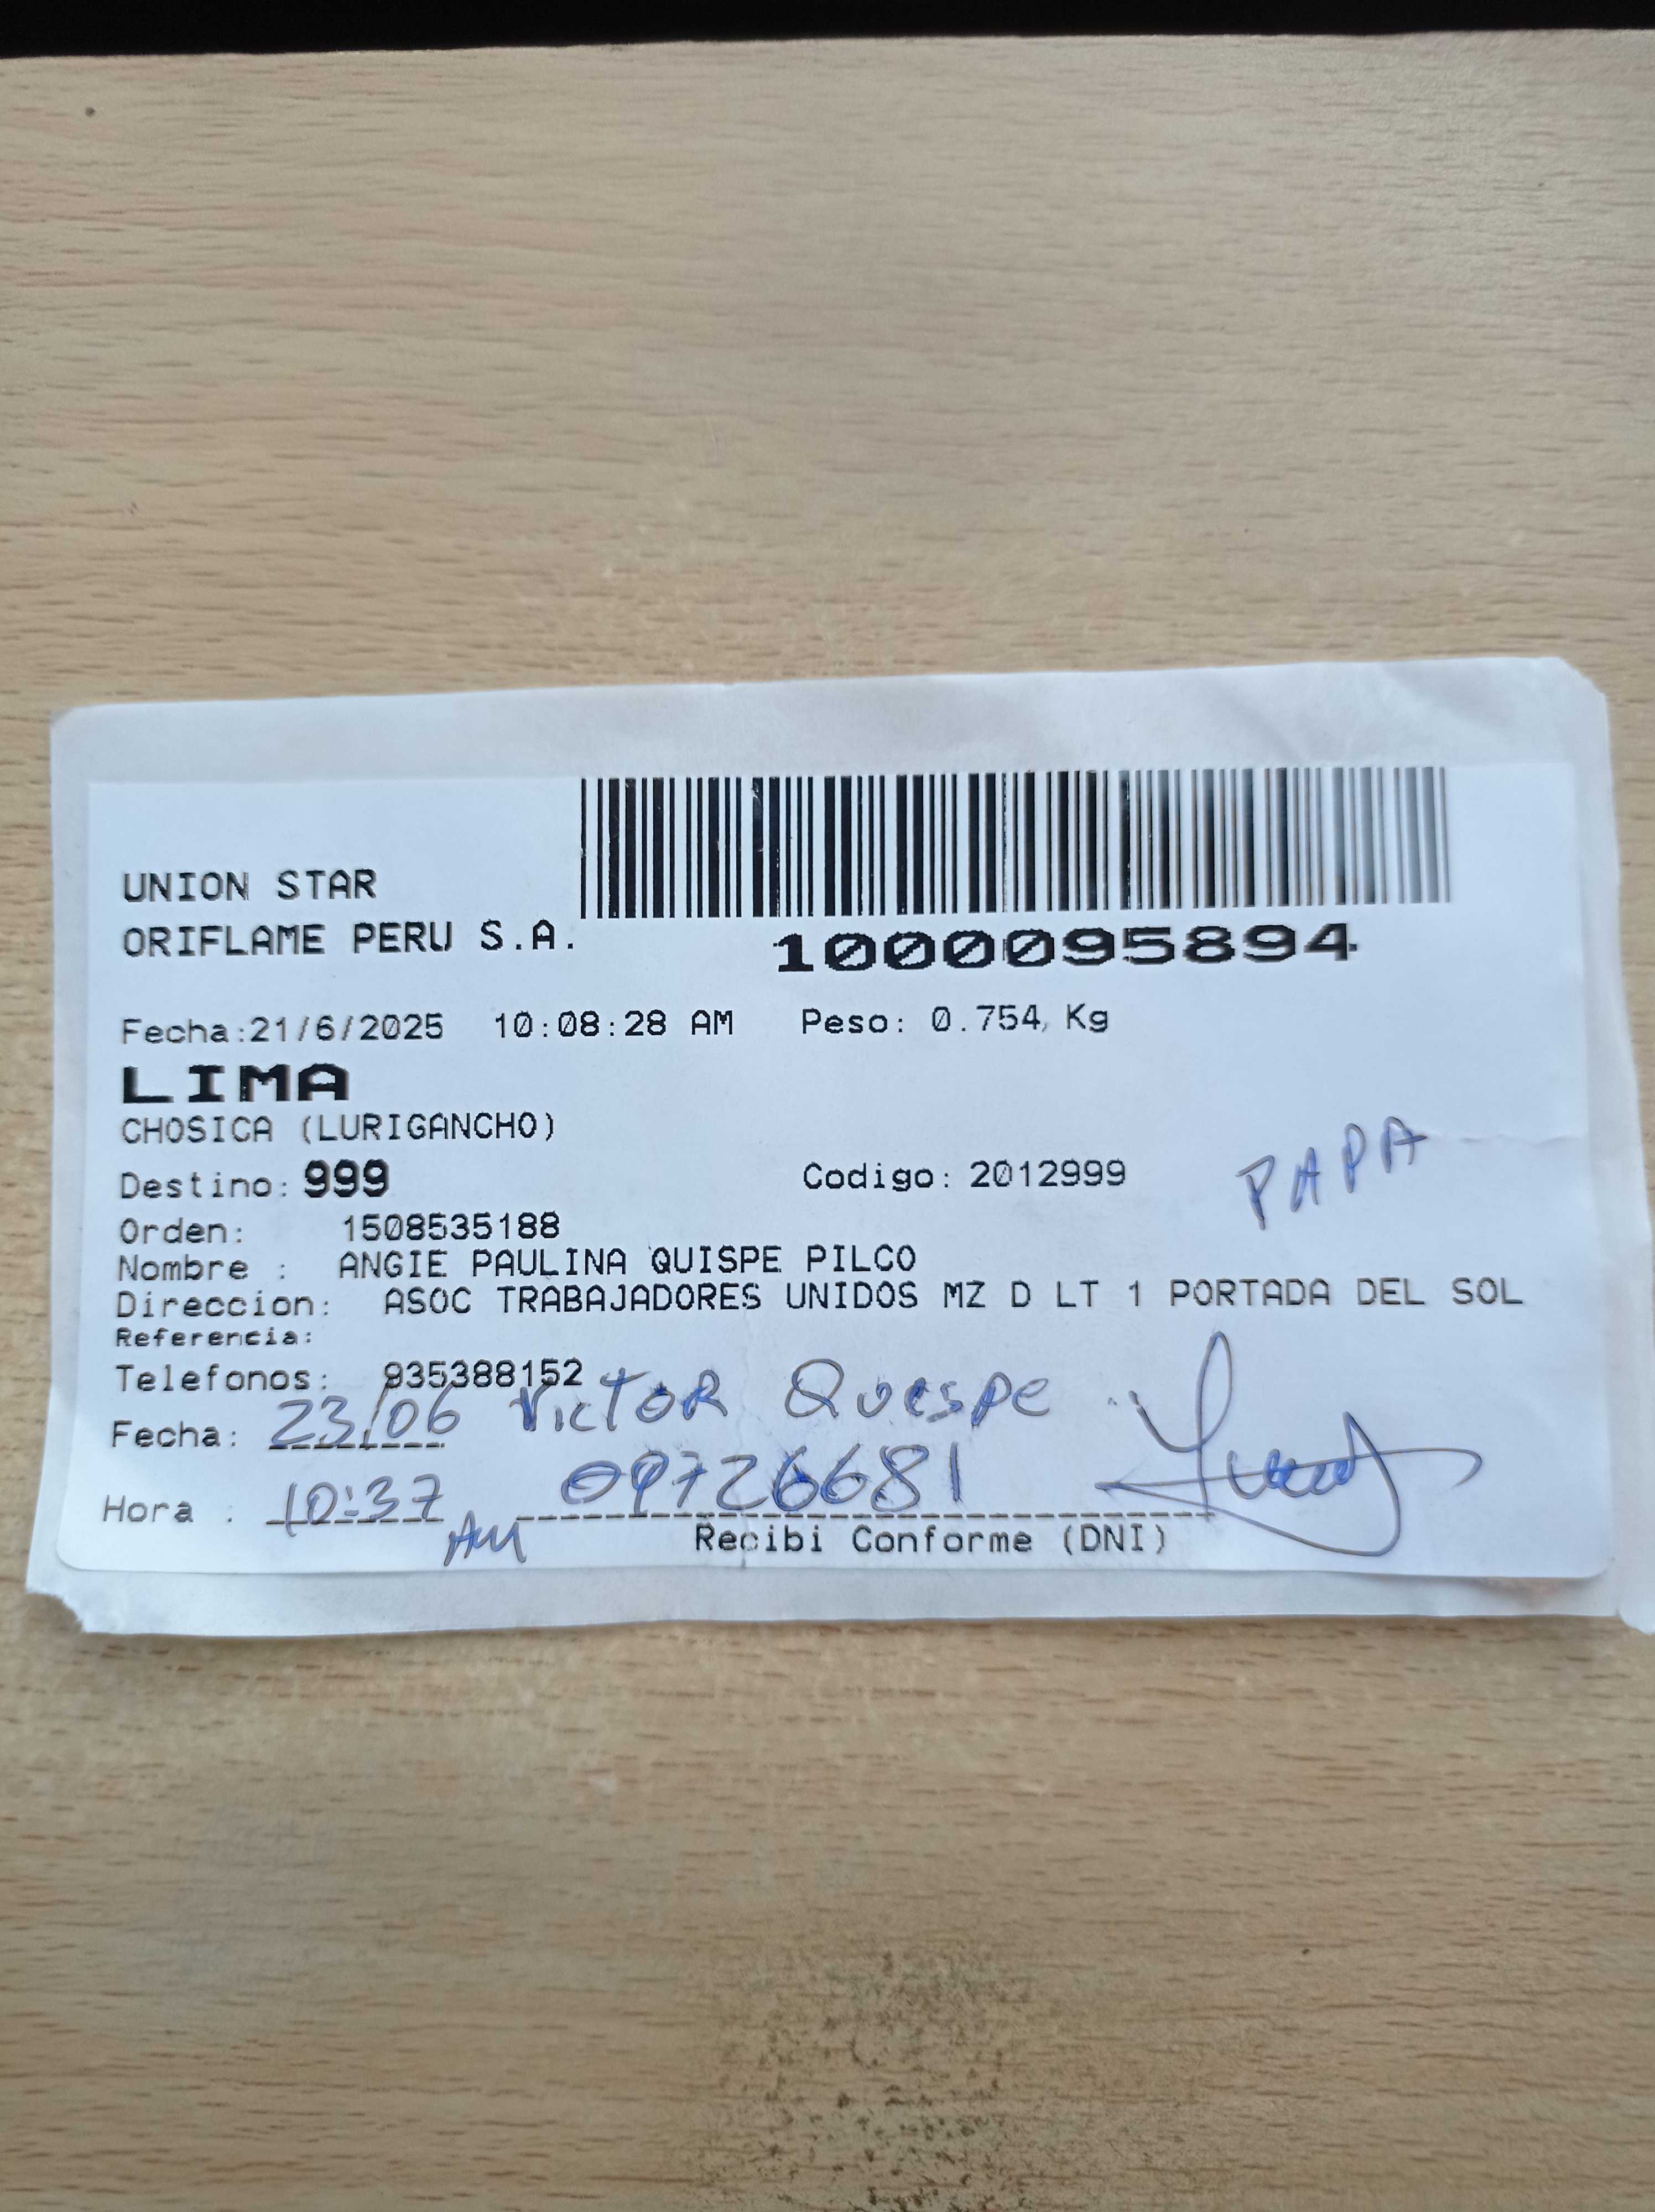 UNION STAR
ORIFLAME PERU S.A.
1000095894
Fecha:21/6/2025 10:08:28 AM Peso: 0.754, Kg
LIMA
CHOSICA (LURIGANCHO)
PAPA
Destino: 999 Codigo: 2012999
Orden: 1508535188
Nombre : ANGIE PAULINA QUISPE PILCO
Direccion: ASOC TRABAJADORES UNIDOS MZ D LT 1 PORTADA DEL SOL
Referencia:
Telefonos: 935388152
Fecha: 23/06 Victor Quispe
Hora : 10:37 AM 09726681
Recibi Conforme (DNI)